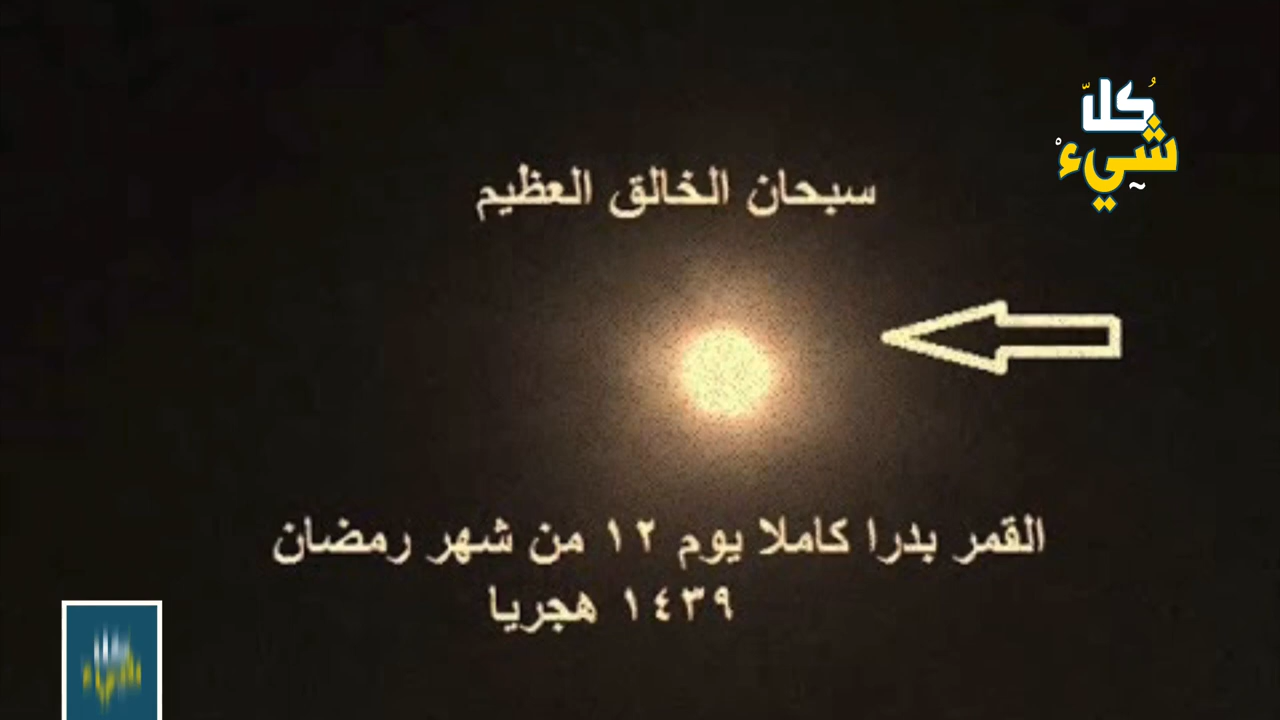 كُلّ
شَيْءٍ
سبحان الخالق العظيم
القمر بدرا كاملا يوم ١٢ من شهر رمضان
١٤٣٩ هجريا